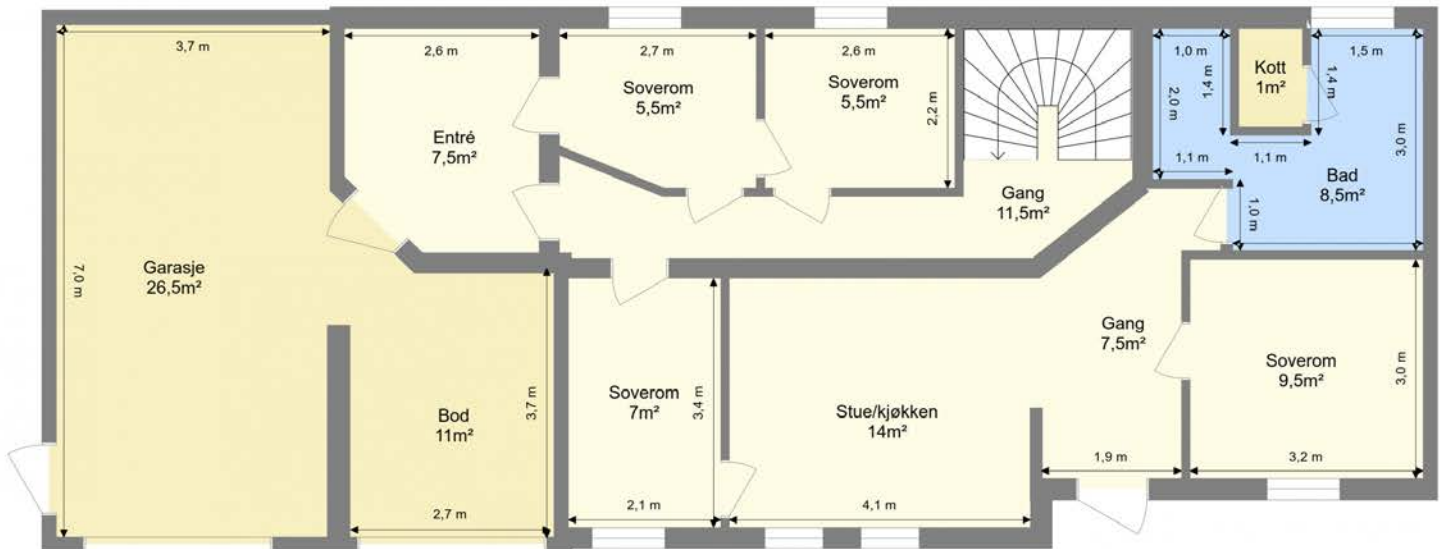 3,7 m
7,0 m
Garasje
26,5m²
2,6 m
Entré
7,5m²
2,7 m
Soverom
5,5m²
2,6 m
Soverom
5,5m²
2,2 m
Gang
11,5m²
1,0 m
2,0 m
1,4 m
1,1 m
Kott
1m²
1,1 m
1,5 m
1,4 m
3,0 m
Bad
8,5m²
1,0 m
Bod
11m²
3,7 m
2,7 m
Soverom
7m²
3,4 m
2,1 m
Stue/kjøkken
14m²
4,1 m
Gang
7,5m²
1,9 m
Soverom
9,5m²
3,0 m
3,2 m